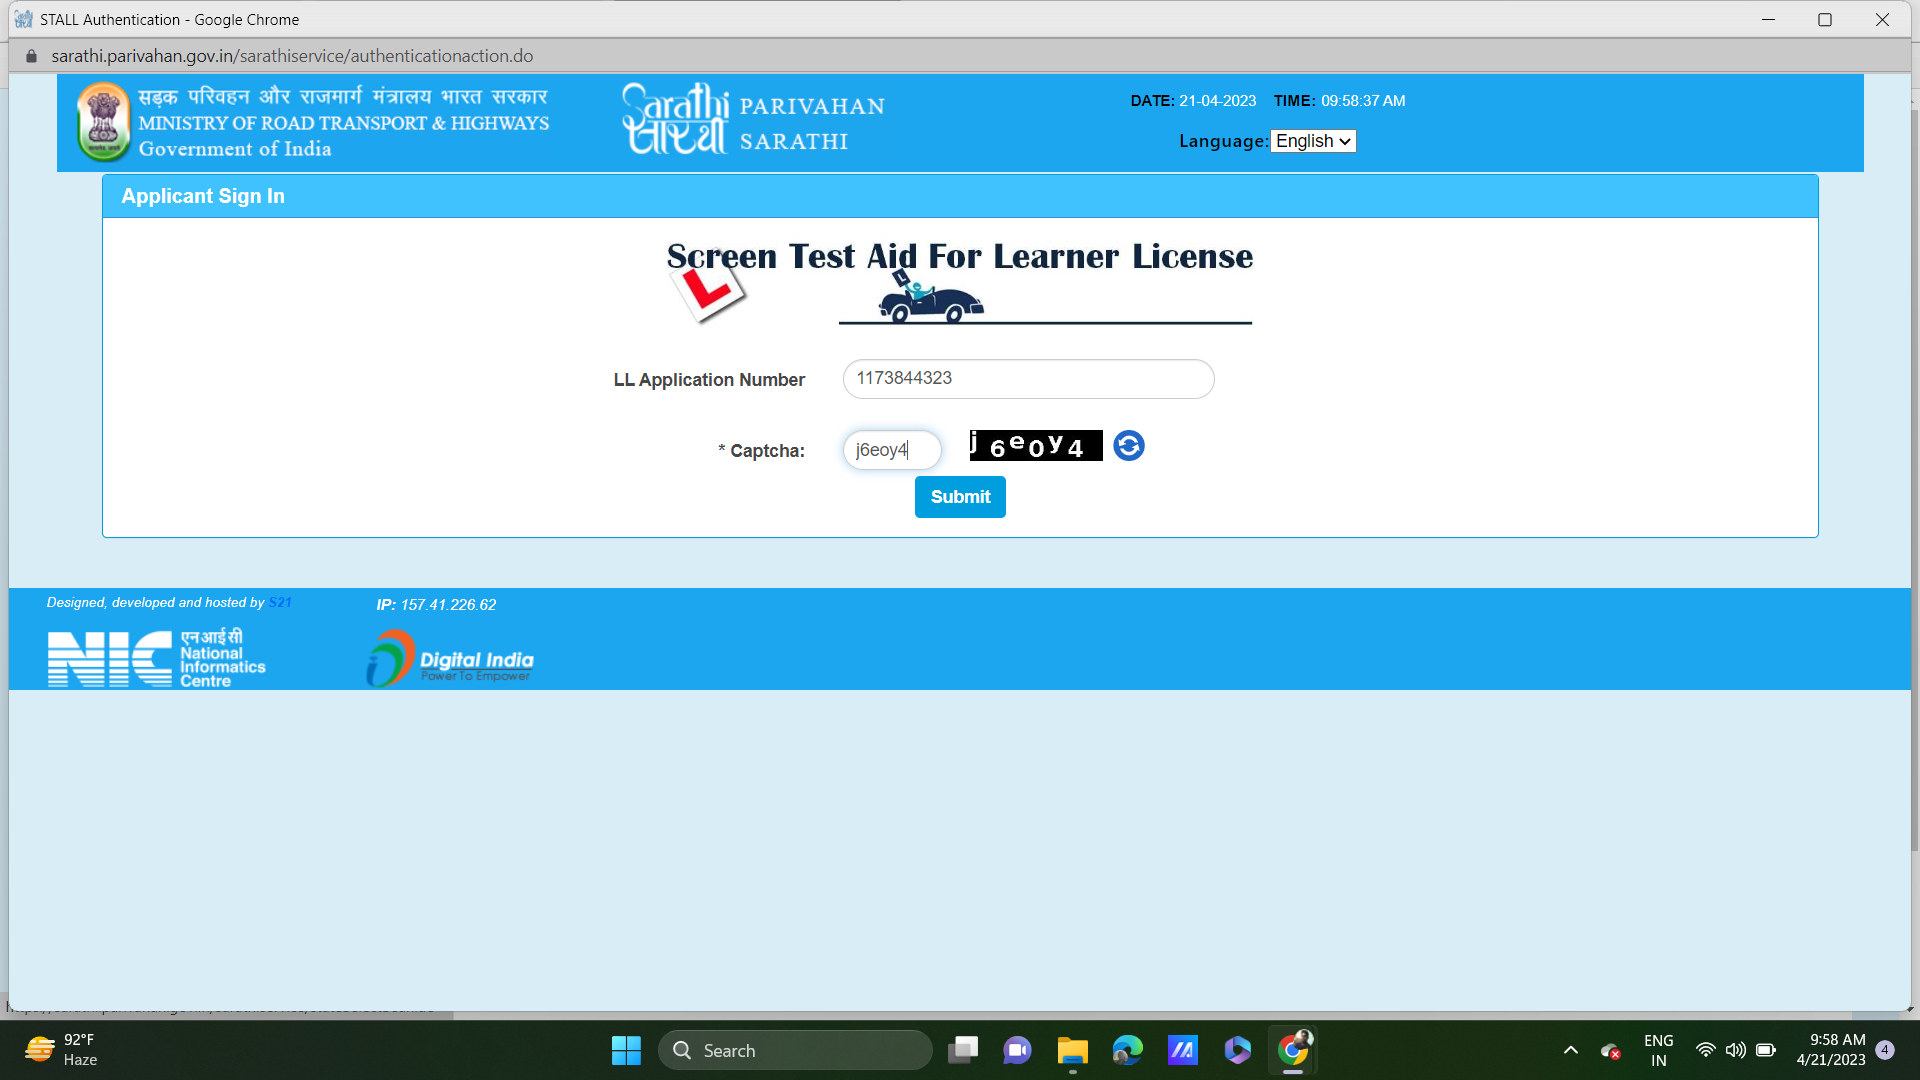 STALL Authentication - Google Chrome
sarathi.parivahan.gov.in/sarathiservice/authenticationaction.do
सड़क परिवहन और राजमार्ग मंत्रालय भारत सरकार
MINISTRY OF ROAD TRANSPORT & HIGHWAYS
Government of India
Sarathi
सारथी
PARIVAHAN
SARATHI
DATE: 21-04-2023 TIME: 09:58:37 AM
Language: English
Applicant Sign In
Screen Test Aid For Learner License
L
LL Application Number 1173844323
* Captcha: j6eoy4 j6eoy4
Submit
Designed, developed and hosted by S21
IP: 157.41.226.62
NIC
एन आई सी
National
Informatics
Centre
Digital India
Power To Empower
92°F
Haze
Search
ENG
IN
9:58 AM
4/21/2023
4